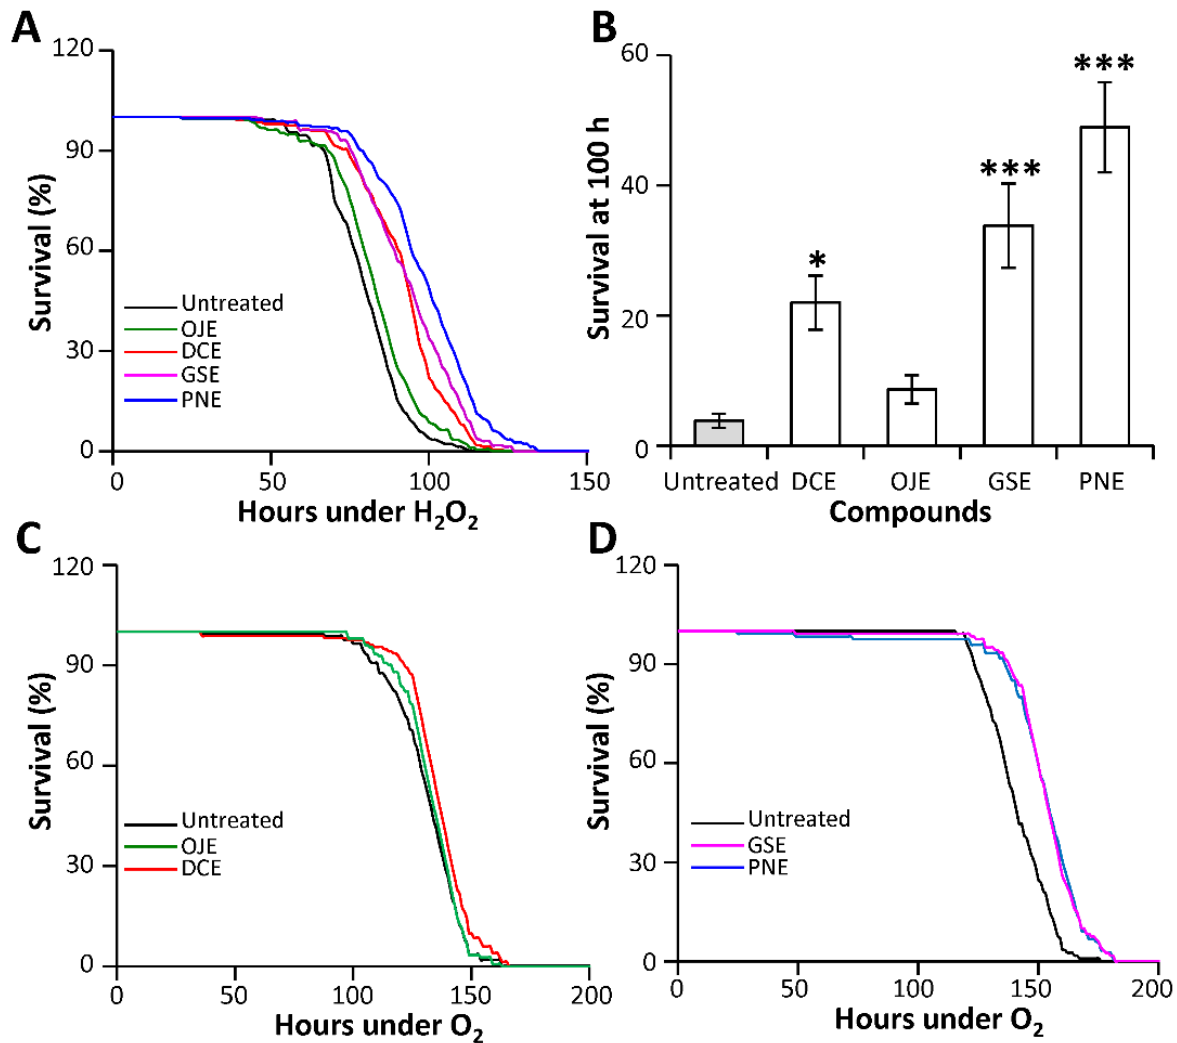 A
120
90
60
30
0
Survival (%)
Untreated
OJE
DCE
GSE
PNE
0 50 100 150
Hours under H₂O₂
B
60
40
20
0
Survival at 100 h
*
***
***
Untreated DCE OJE GSE PNE
Compounds
C
120
90
60
30
0
Survival (%)
Untreated
OJE
DCE
0 50 100 150 200
Hours under O₂
D
120
90
60
30
0
Survival (%)
Untreated
GSE
PNE
0 50 100 150 200
Hours under O₂